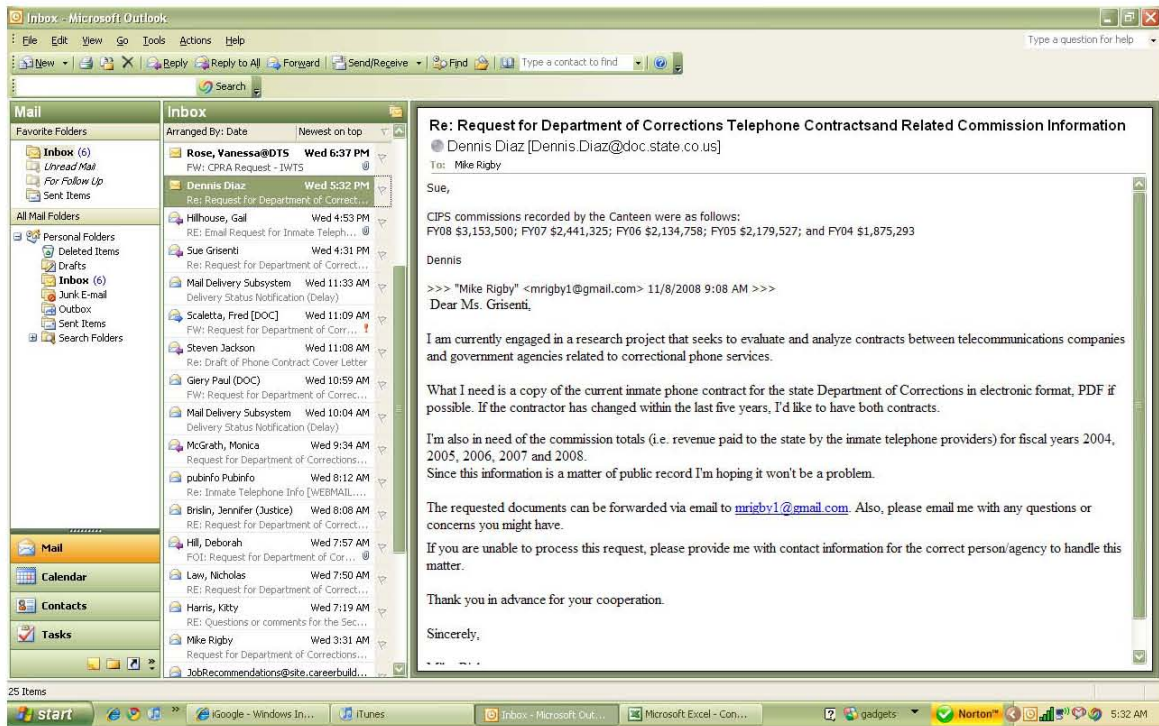 Inbox - Microsoft Outlook
File Edit View Go Tools Actions Help
Type a question for help
New Reply Reply to All Forward Send/Receive Find Type a contact to find
Search
Mail
Favorite Folders
Inbox (6)
Unread Mail
For Follow Up
Sent Items
All Mail Folders
Personal Folders
Deleted Items
Drafts
Inbox (6)
Junk E-mail
Outbox
Sent Items
Search Folders
Mail
Calendar
Contacts
Tasks
Inbox
Arranged By: Date Newest on top
Rose, Vanessa@DTS Wed 6:37 PM
FW: CPRA Request - IWTS
Dennis Diaz Wed 5:32 PM
Re: Request for Department of Correct...
Hilhouse, Gail Wed 4:53 PM
RE: Email Request for Inmate Teleph...
Sue Grisenti Wed 4:31 PM
Re: Request for Department of Correct...
Mail Delivery Subsystem Wed 11:33 AM
Delivery Status Notification (Delay)
Scaletta, Fred [DOC] Wed 11:09 AM
FW: Request for Department of Corr...
Steven Jackson Wed 11:08 AM
Re: Draft of Phone Contract Cover Letter
Giery Paul (DOC) Wed 10:59 AM
FW: Request for Department of Correc...
Mail Delivery Subsystem Wed 10:04 AM
Delivery Status Notification (Delay)
McGrath, Monica Wed 9:34 AM
Request for Department of Corrections...
pubinfo Pubinfo Wed 8:12 AM
Re: Inmate Telephone Info [WEBMAIL....
Brislin, Jennifer (Justice) Wed 8:08 AM
RE: Request for Department of Correct...
Hill, Deborah Wed 7:57 AM
FOI: Request for Department of Cor...
Law, Nicholas Wed 7:50 AM
RE: Request for Department of Correct...
Harris, Kitty Wed 7:19 AM
RE: Questions or comments for the Sec...
Mike Rigby Wed 3:31 AM
Request for Department of Corrections...
JobRecommendations@site.careerbuild...
Re: Request for Department of Corrections Telephone Contractsand Related Commission Information
Dennis Diaz [Dennis.Diaz@doc.state.co.us]
To: Mike Rigby
Sue,
CIPS commissions recorded by the Canteen were as follows:
FY08 $3,153,500; FY07 $2,441,325; FY06 $2,134,758; FY05 $2,179,527; and FY04 $1,875,293
Dennis
>>> "Mike Rigby" <mrigby1@gmail.com> 11/8/2008 9:08 AM >>>
Dear Ms. Grisenti,
I am currently engaged in a research project that seeks to evaluate and analyze contracts between telecommunications companies
and government agencies related to correctional phone services.
What I need is a copy of the current inmate phone contract for the state Department of Corrections in electronic format, PDF if
possible. If the contractor has changed within the last five years, I'd like to have both contracts.
I'm also in need of the commission totals (i.e. revenue paid to the state by the inmate telephone providers) for fiscal years 2004,
2005, 2006, 2007 and 2008.
Since this information is a matter of public record I'm hoping it won't be a problem.
The requested documents can be forwarded via email to mrigby1@gmail.com. Also, please email me with any questions or
concerns you might have.
If you are unable to process this request, please provide me with contact information for the correct person/agency to handle this
matter.
Thank you in advance for your cooperation.
Sincerely,
25 Items
start iGoogle - Windows In... iTunes Inbox - Microsoft Out... Microsoft Excel - Con... gadgets Norton™ 5:32 AM